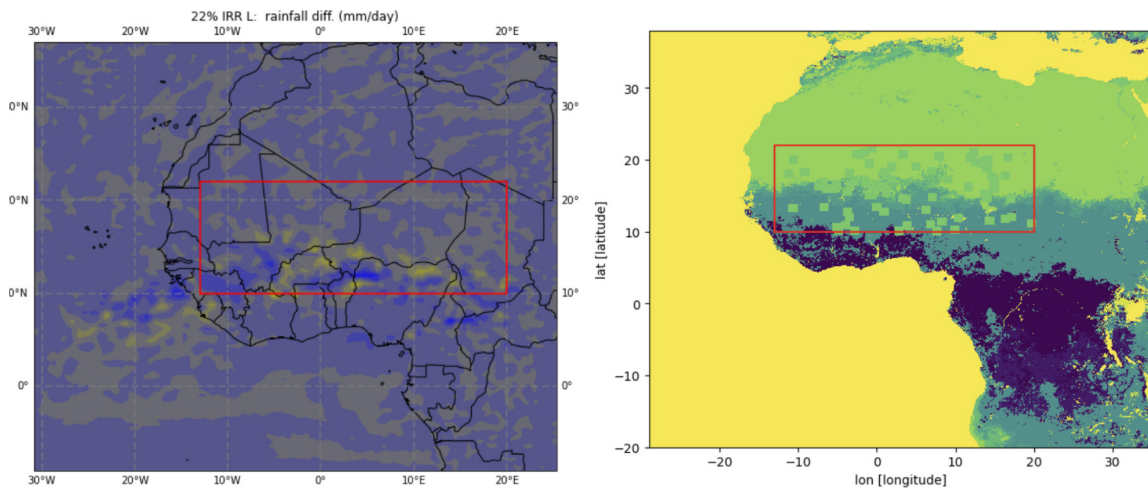 22% IRR L: rainfall diff. (mm/day)
30°W 20°W 10°W 0°E 10°E 20°E
0°N 30°
0°N 20°
0°N 10°
0° 0°
30°W 20°W 10°W 0° 10°E 20°E
30
20
10
0
−10
−20
lat [latitude]
−20 −10 0 10 20 30
lon [longitude]